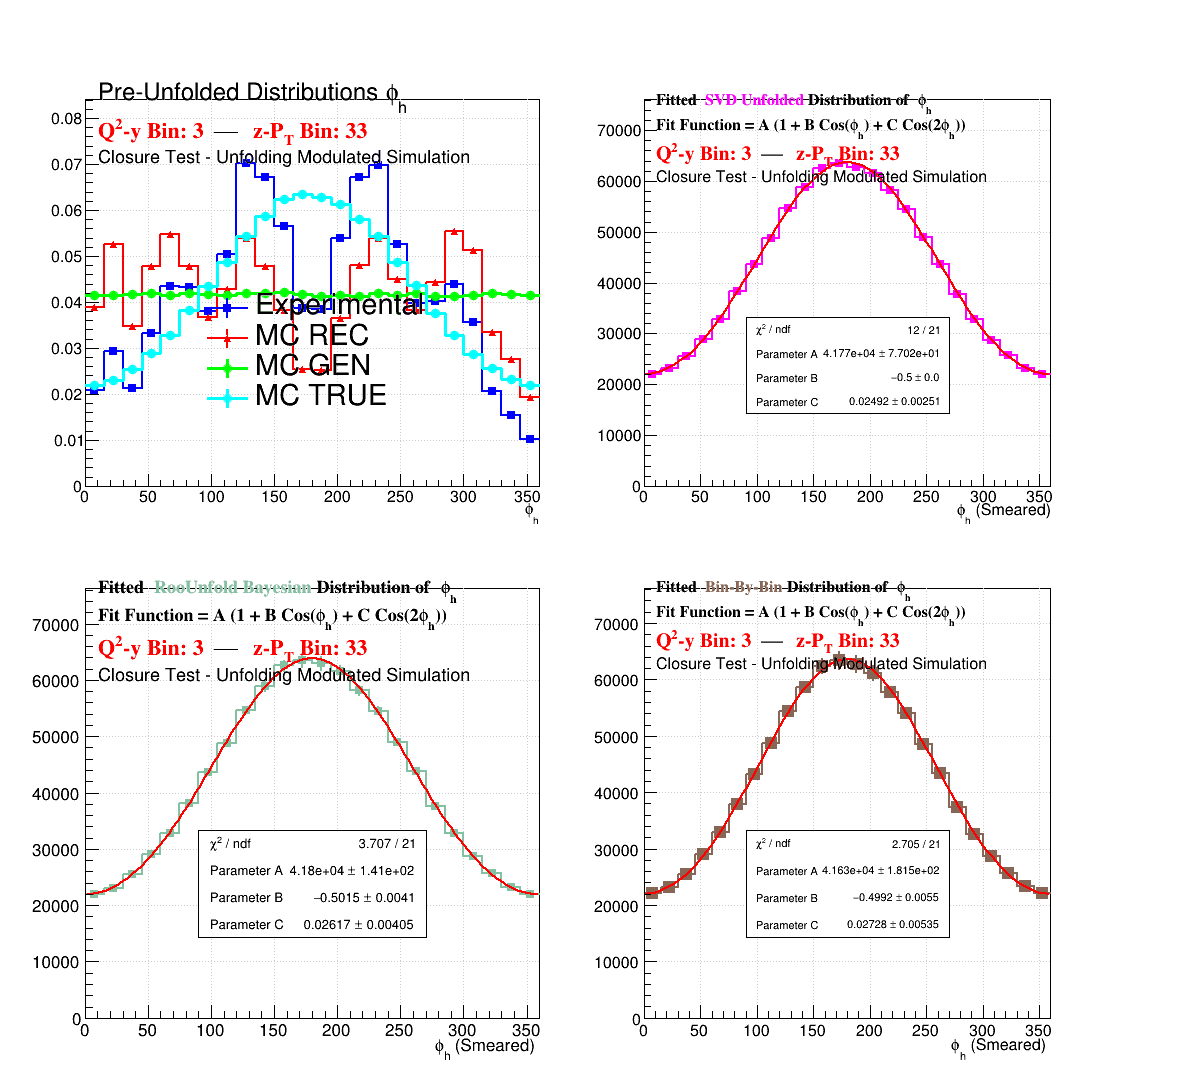 Pre-Unfolded Distributions ϕh
Q²-y Bin: 3 — z-PT Bin: 33
Closure Test - Unfolding Modulated Simulation
0.08
0.07
0.06
0.05
0.04
0.03
0.02
0.01
0
Experimental
MC REC
MC GEN
MC TRUE
0 50 100 150 200 250 300 350
ϕh
Fitted SVD Unfolded Distribution of ϕh
Fit Function = A (1 + B Cos(ϕh) + C Cos(2ϕh))
Q²-y Bin: 3 — z-PT Bin: 33
Closure Test - Unfolding Modulated Simulation
70000
60000
50000
40000
30000
20000
10000
0
χ² / ndf 12 / 21
Parameter A 4.177e+04 ± 7.702e+01
Parameter B −0.5 ± 0.0
Parameter C 0.02492 ± 0.00251
0 50 100 150 200 250 300 350
ϕh (Smeared)
Fitted RooUnfold Bayesian Distribution of ϕh
Fit Function = A (1 + B Cos(ϕh) + C Cos(2ϕh))
Q²-y Bin: 3 — z-PT Bin: 33
Closure Test - Unfolding Modulated Simulation
70000
60000
50000
40000
30000
20000
10000
0
χ² / ndf 3.707 / 21
Parameter A 4.18e+04 ± 1.41e+02
Parameter B −0.5015 ± 0.0041
Parameter C 0.02617 ± 0.00405
0 50 100 150 200 250 300 350
ϕh (Smeared)
Fitted Bin-By-Bin Distribution of ϕh
Fit Function = A (1 + B Cos(ϕh) + C Cos(2ϕh))
Q²-y Bin: 3 — z-PT Bin: 33
Closure Test - Unfolding Modulated Simulation
70000
60000
50000
40000
30000
20000
10000
0
χ² / ndf 2.705 / 21
Parameter A 4.163e+04 ± 1.815e+02
Parameter B −0.4992 ± 0.0055
Parameter C 0.02728 ± 0.00535
0 50 100 150 200 250 300 350
ϕh (Smeared)